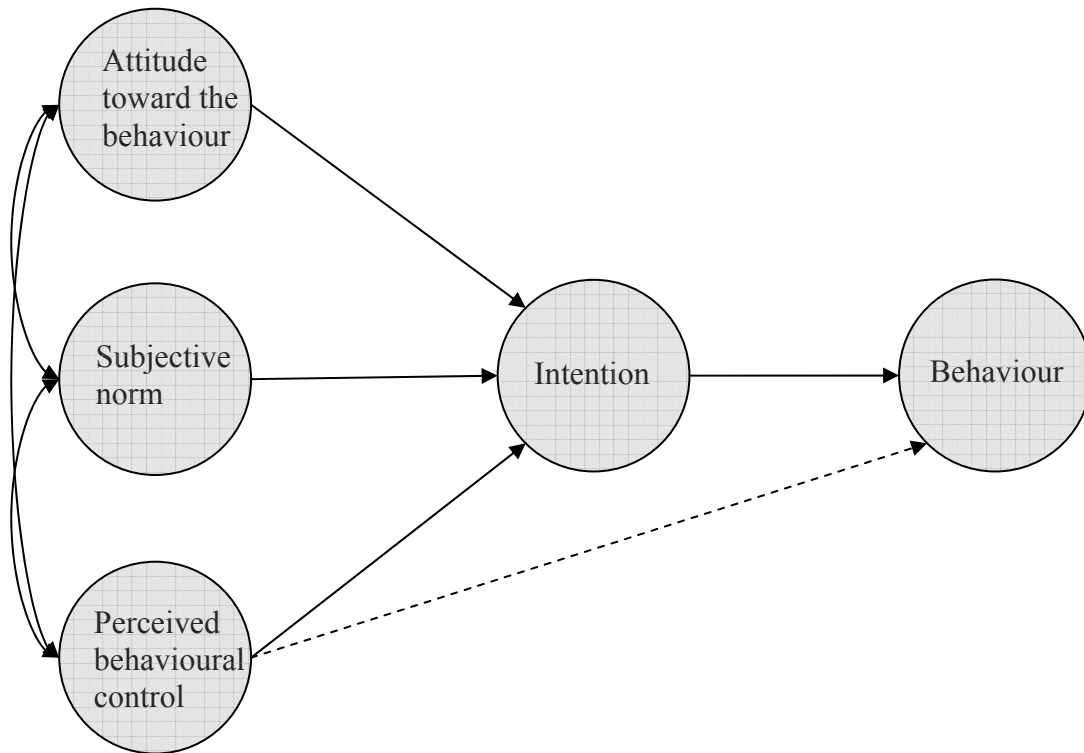 Attitude
toward the
behaviour
Subjective
norm
Intention
Behaviour
Perceived
behavioural
control